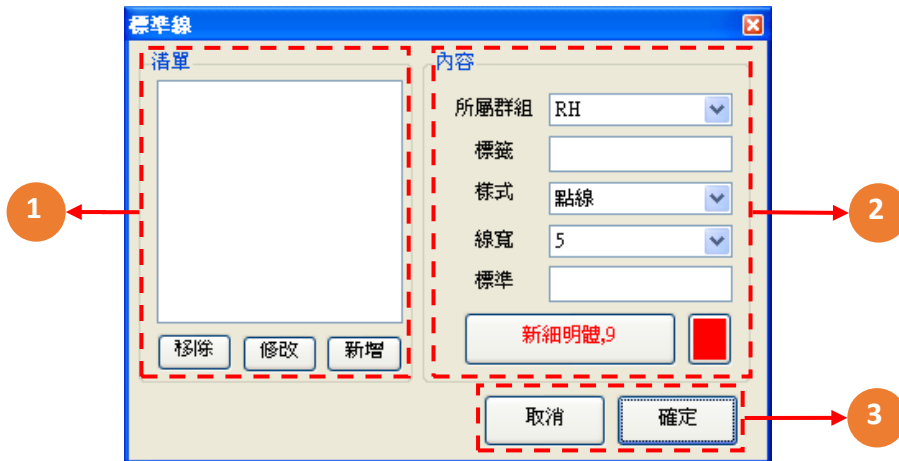 標準線
清單
移除
修改
新增
內容
所屬群組
RH
標籤
樣式
點線
線寬
5
標準
新細明體,9
取消
確定
1
2
3